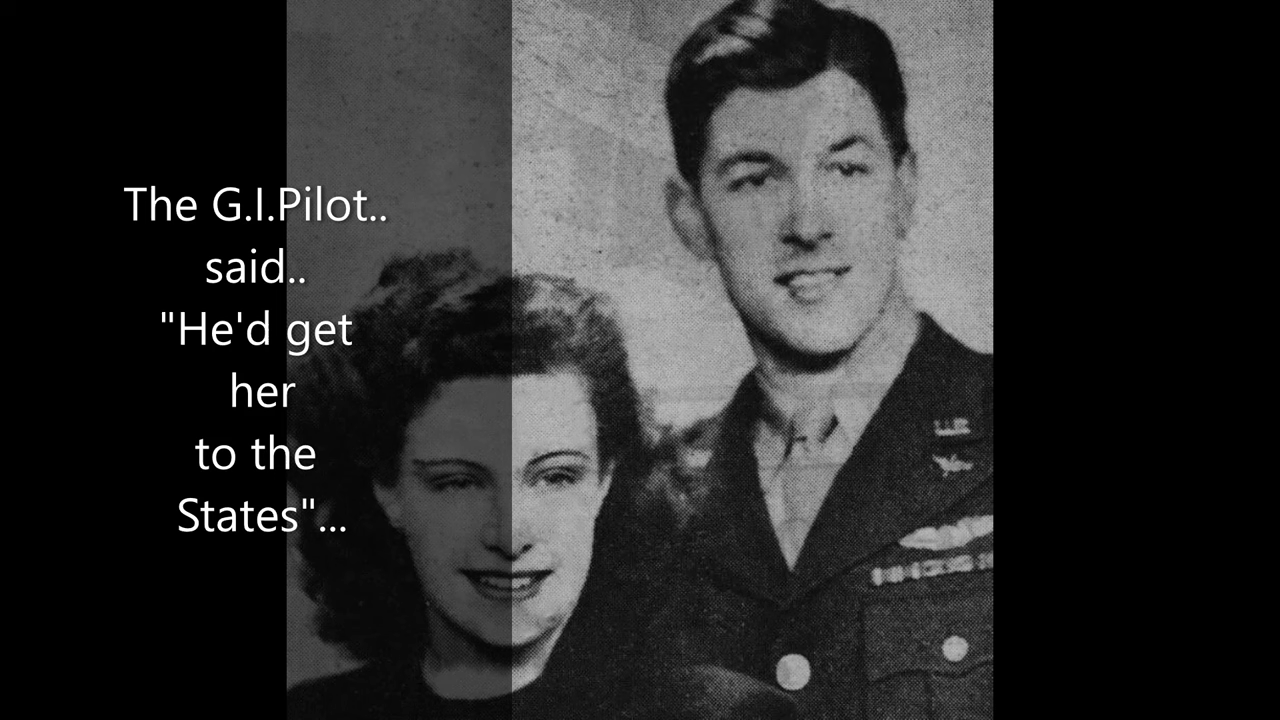 The G.I.Pilot..
said..
"He'd get
her
to the
States"...